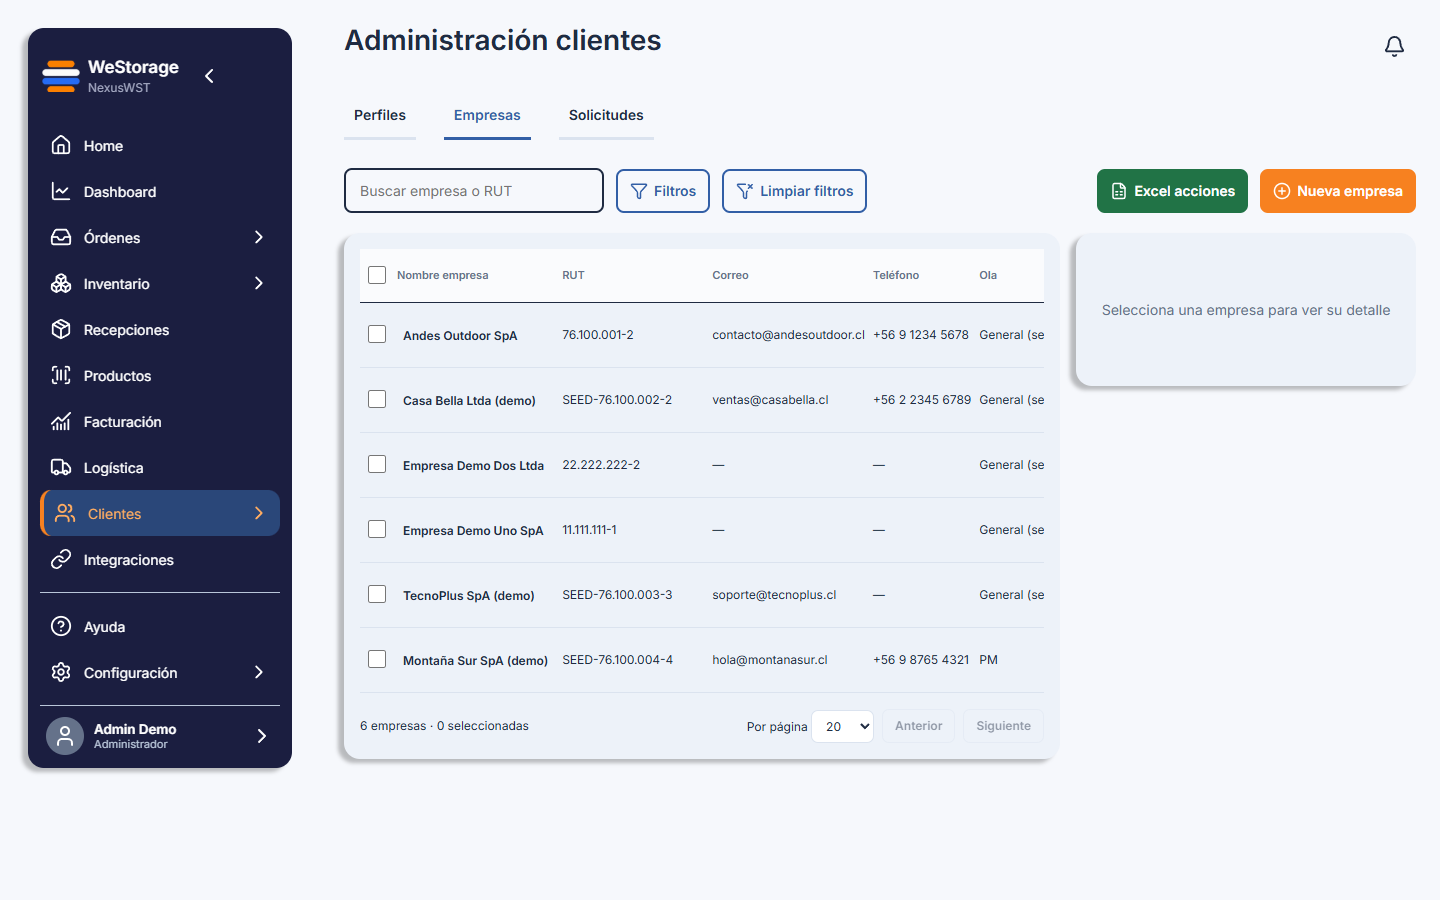 WeStorage
NexusWST
Home
Dashboard
Órdenes
Inventario
Recepciones
Productos
Facturación
Logística
Clientes
Integraciones
Ayuda
Configuración
Admin Demo
Administrador
Administración clientes
Perfiles Empresas Solicitudes
Buscar empresa o RUT Filtros Limpiar filtros Excel acciones Nueva empresa
Nombre empresa RUT Correo Teléfono Ola
Andes Outdoor SpA 76.100.001-2 contacto@andesoutdoor.cl +56 9 1234 5678 General (se
Casa Bella Ltda (demo) SEED-76.100.002-2 ventas@casabella.cl +56 2 2345 6789 General (se
Empresa Demo Dos Ltda 22.222.222-2 — — General (se
Empresa Demo Uno SpA 11.111.111-1 — — General (se
TecnoPlus SpA (demo) SEED-76.100.003-3 soporte@tecnoplus.cl — General (se
Montaña Sur SpA (demo) SEED-76.100.004-4 hola@montanasur.cl +56 9 8765 4321 PM
6 empresas · 0 seleccionadas Por página 20 Anterior Siguiente
Selecciona una empresa para ver su detalle